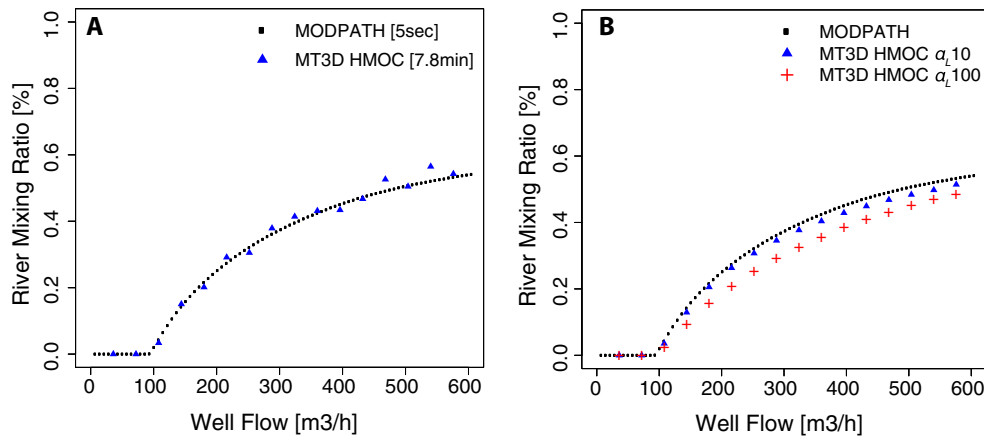 A
MODPATH [5sec]
MT3D HMOC [7.8min]
River Mixing Ratio [%]
0.0 0.2 0.4 0.6 0.8 1.0
0 100 200 300 400 500 600
Well Flow [m3/h]
B
MODPATH
MT3D HMOC αL10
MT3D HMOC αL100
River Mixing Ratio [%]
0.0 0.2 0.4 0.6 0.8 1.0
0 100 200 300 400 500 600
Well Flow [m3/h]